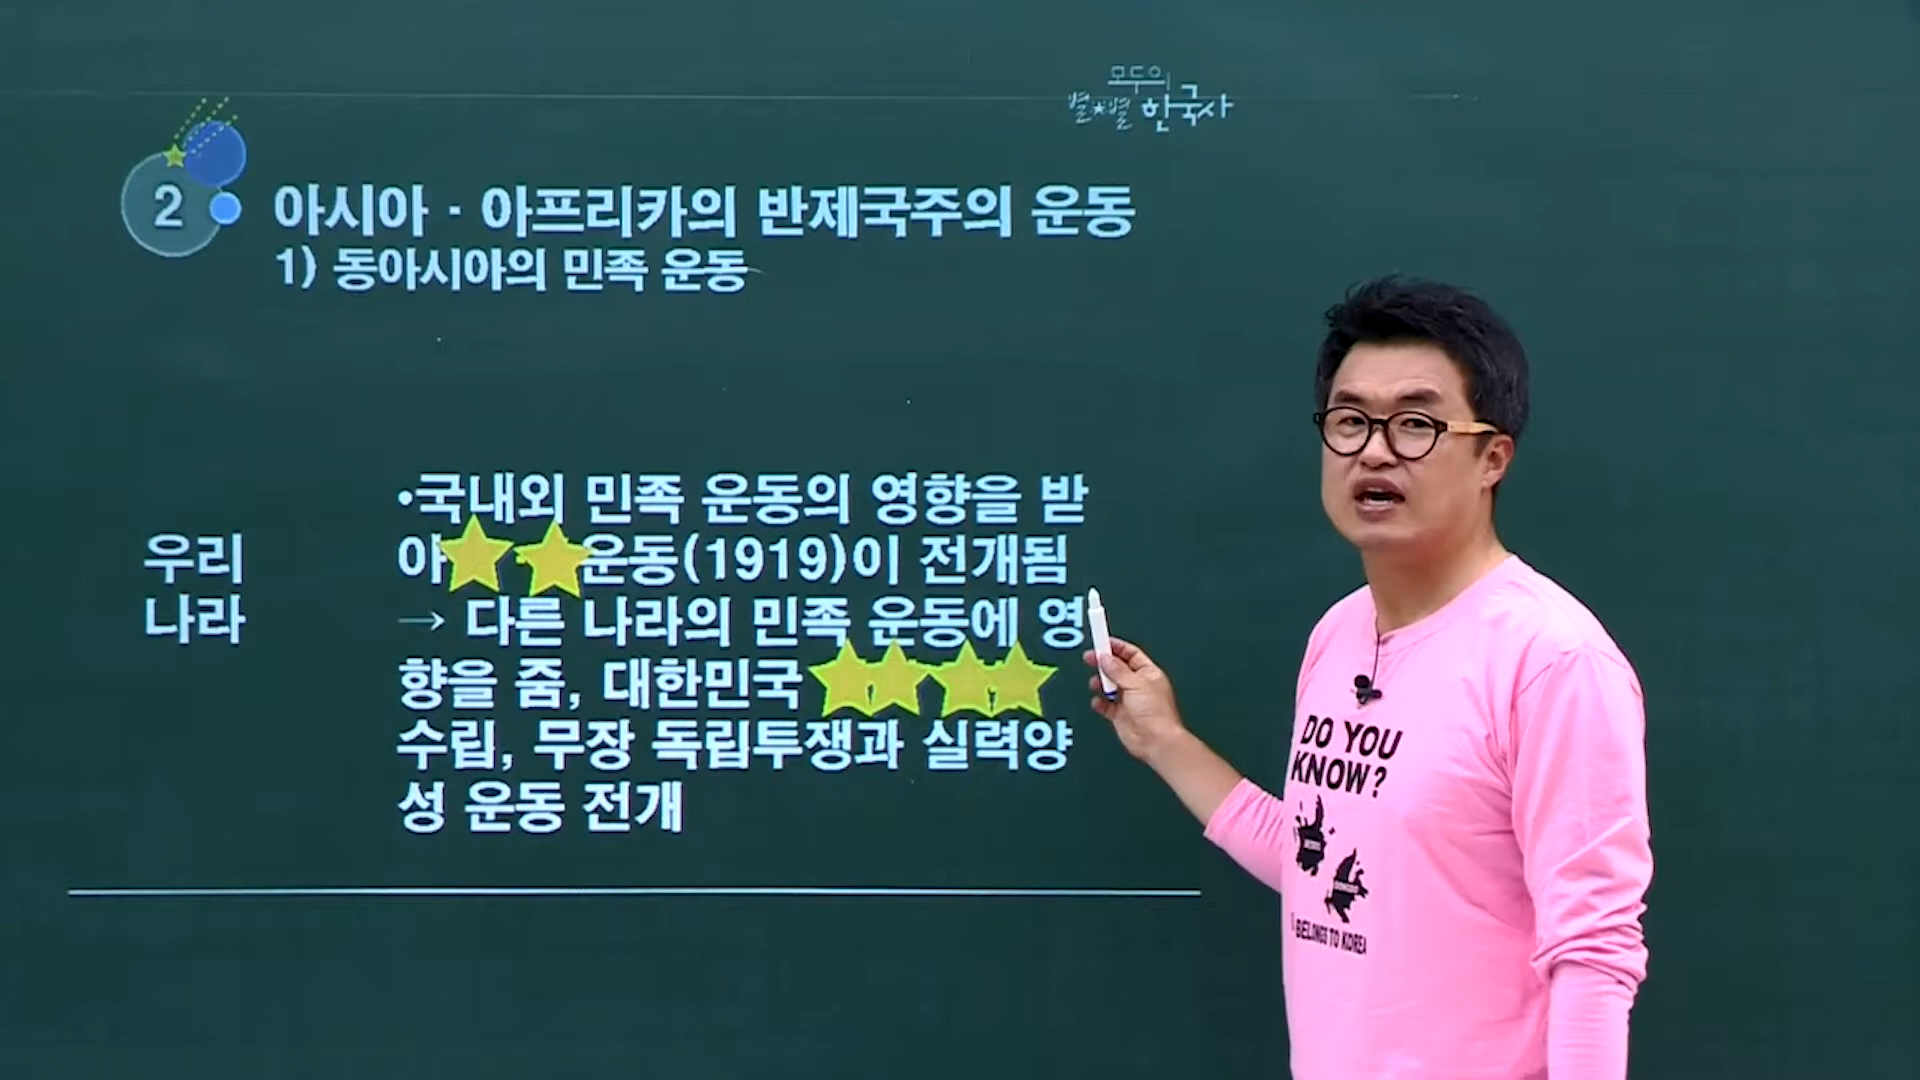 모두의
별★별 한국사
2 아시아 · 아프리카의 반제국주의 운동
1) 동아시아의 민족 운동
우리
나라
•국내외 민족 운동의 영향을 받
아 운동(1919)이 전개됨
→ 다른 나라의 민족 운동에 영
향을 줌, 대한민국
수립, 무장 독립투쟁과 실력양
성 운동 전개
DO YOU
KNOW?
BELONGS TO KOREA